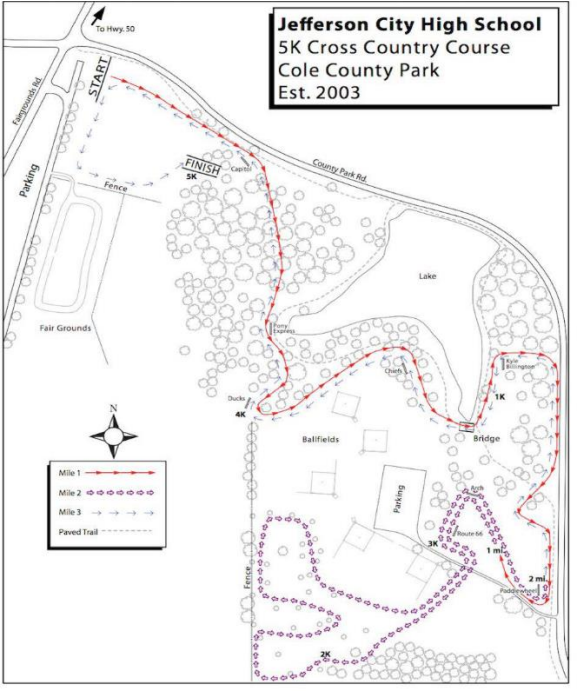 Jefferson City High School
5K Cross Country Course
Cole County Park
Est. 2003
To Hwy. 50
START
Fairgrounds Rd.
Parking
Fence
FINISH
5K
Capitol
County Park Rd.
Lake
Fair Grounds
Pony
Express
Kyle
Billington
Chiefs
Ducks
4K
1K
N
Ballfields
Bridge
Mile 1
Mile 2
Mile 3
Paved Trail
Parking
Arch
Route 66
3K
1 mi.
2 mi.
Paddlewheel
Fence
2K